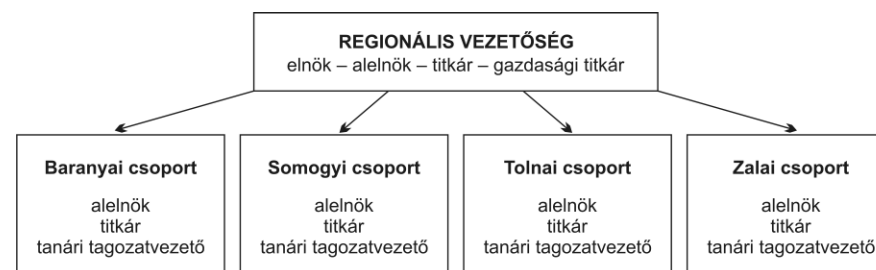 REGIONÁLIS VEZETŐSÉG
elnök – alelnök – titkár – gazdasági titkár
Baranyai csoport
alelnök
titkár
tanári tagozatvezető
Somogyi csoport
alelnök
titkár
tanári tagozatvezető
Tolnai csoport
alelnök
titkár
tanári tagozatvezető
Zalai csoport
alelnök
titkár
tanári tagozatvezető